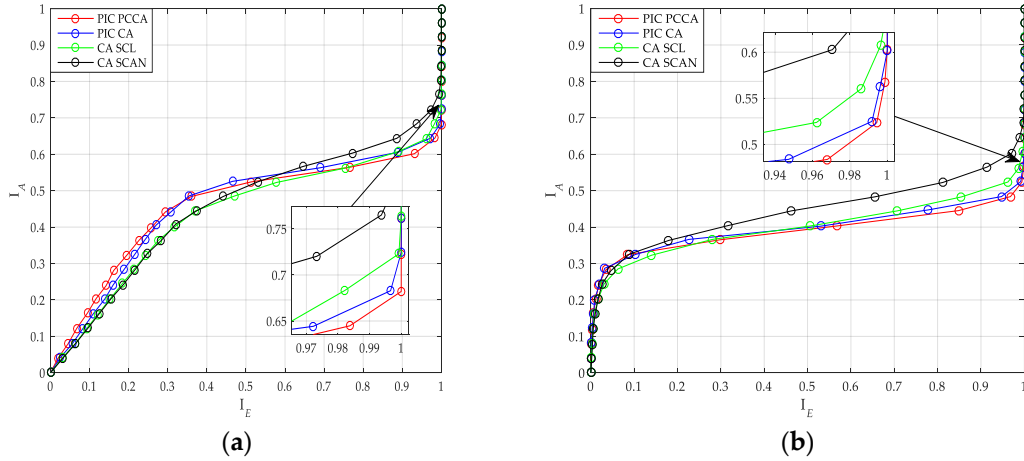 PIC PCCA
PIC CA
CA SCL
CA SCAN
1
0.9
0.8
0.7
0.6
0.5
0.4
0.3
0.2
0.1
0
I_A
0 0.1 0.2 0.3 0.4 0.5 0.6 0.7 0.8 0.9 1
I_E
0.75
0.7
0.65
0.97 0.98 0.99 1
(a)
PIC PCCA
PIC CA
CA SCL
CA SCAN
1
0.9
0.8
0.7
0.6
0.5
0.4
0.3
0.2
0.1
0
I_A
0 0.1 0.2 0.3 0.4 0.5 0.6 0.7 0.8 0.9 1
I_E
0.6
0.55
0.5
0.94 0.96 0.98 1
(b)